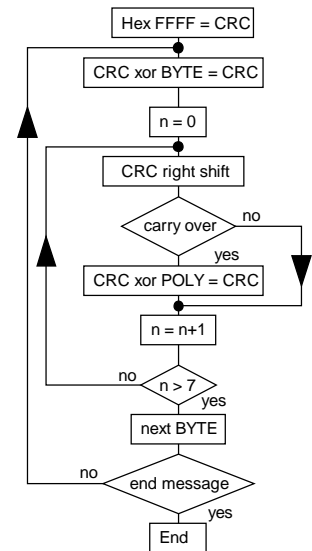 Hex FFFF = CRC
CRC xor BYTE = CRC
n = 0
CRC right shift
carry over
no
yes
CRC xor POLY = CRC
n = n+1
no
n > 7
yes
next BYTE
no
end message
yes
End